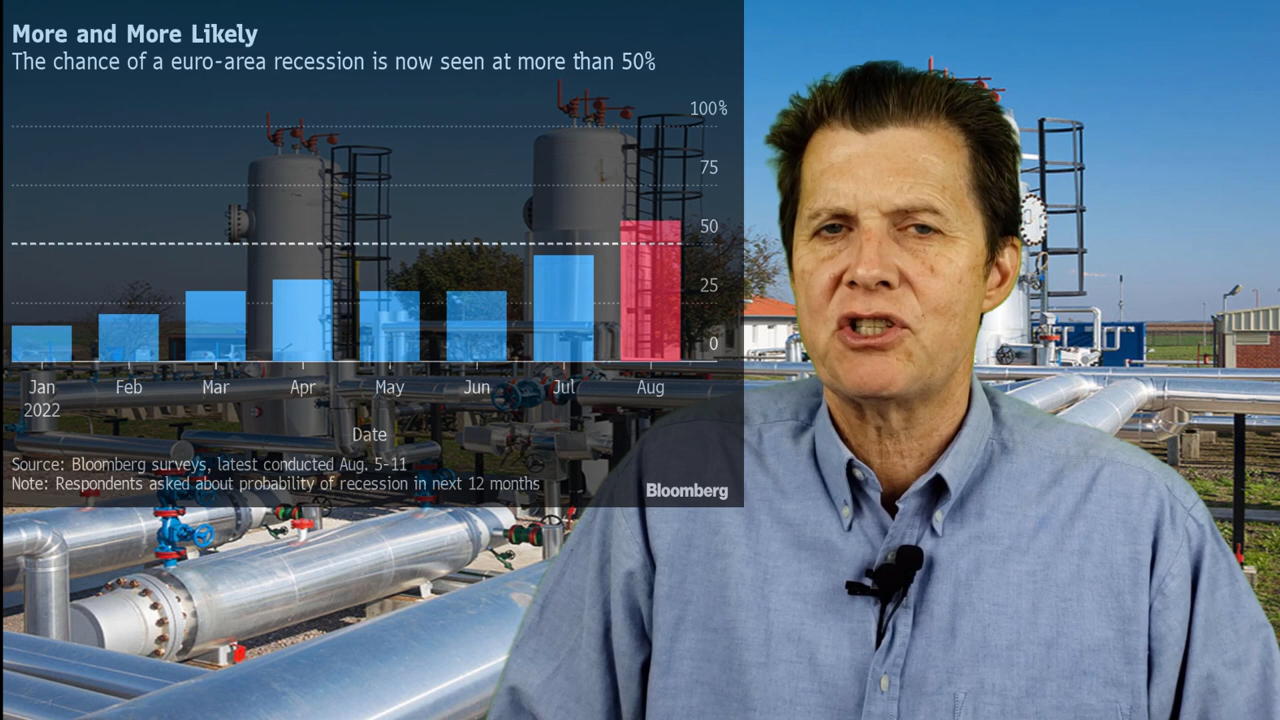 More and More Likely
The chance of a euro-area recession is now seen at more than 50%
100%
75
50
25
0
Jan Feb Mar Apr May Jun Jul Aug
2022
Date
Source: Bloomberg surveys, latest conducted Aug. 5-11
Note: Respondents asked about probability of recession in next 12 months
Bloomberg